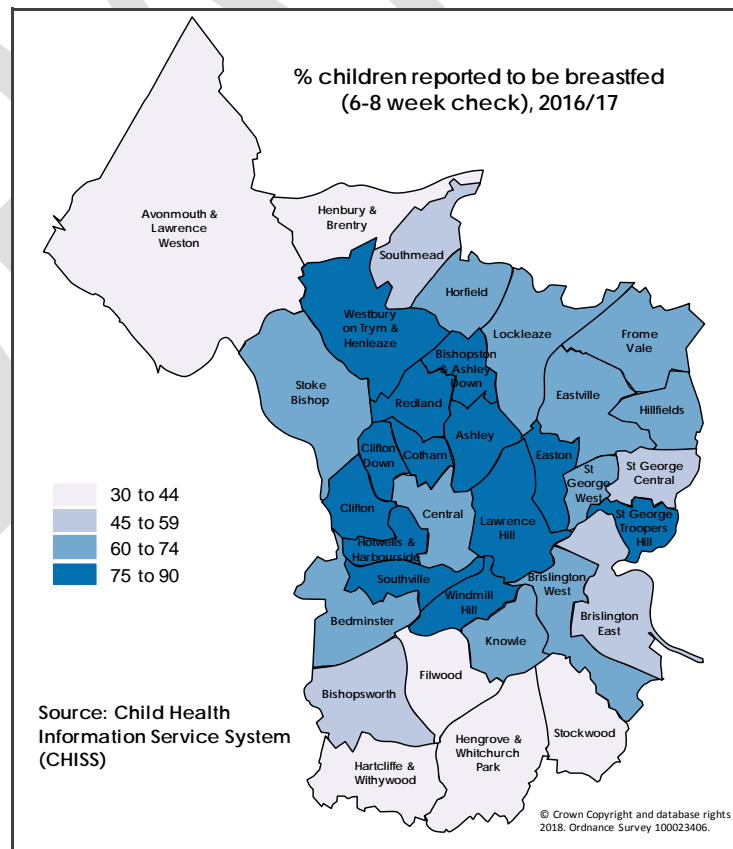 % children reported to be breastfed
(6-8 week check), 2016/17
Avonmouth &
Lawrence
Weston
Henbury &
Brentry
Southmead
Horfield
Westbury
on Trym &
Henleaze
Lockleaze
Frome
Vale
Bishopston
& Ashley
Down
Stoke
Bishop
Eastville
Redland
Hillfields
Ashley
Clifton
Down
Cotham
Easton
St
George
West
St George
Central
30 to 44
45 to 59
60 to 74
75 to 90
Clifton
Central
Lawrence
Hill
St George
Troopers
Hill
Hotwells &
Harbourside
Southville
Windmill
Hill
Brislington
West
Bedminster
Brislington
East
Knowle
Filwood
Bishopsworth
Stockwood
Hengrove &
Whitchurch
Park
Hartcliffe &
Withywood
Source: Child Health
Information Service System
(CHISS)
© Crown Copyright and database rights
2018. Ordnance Survey 100023406.